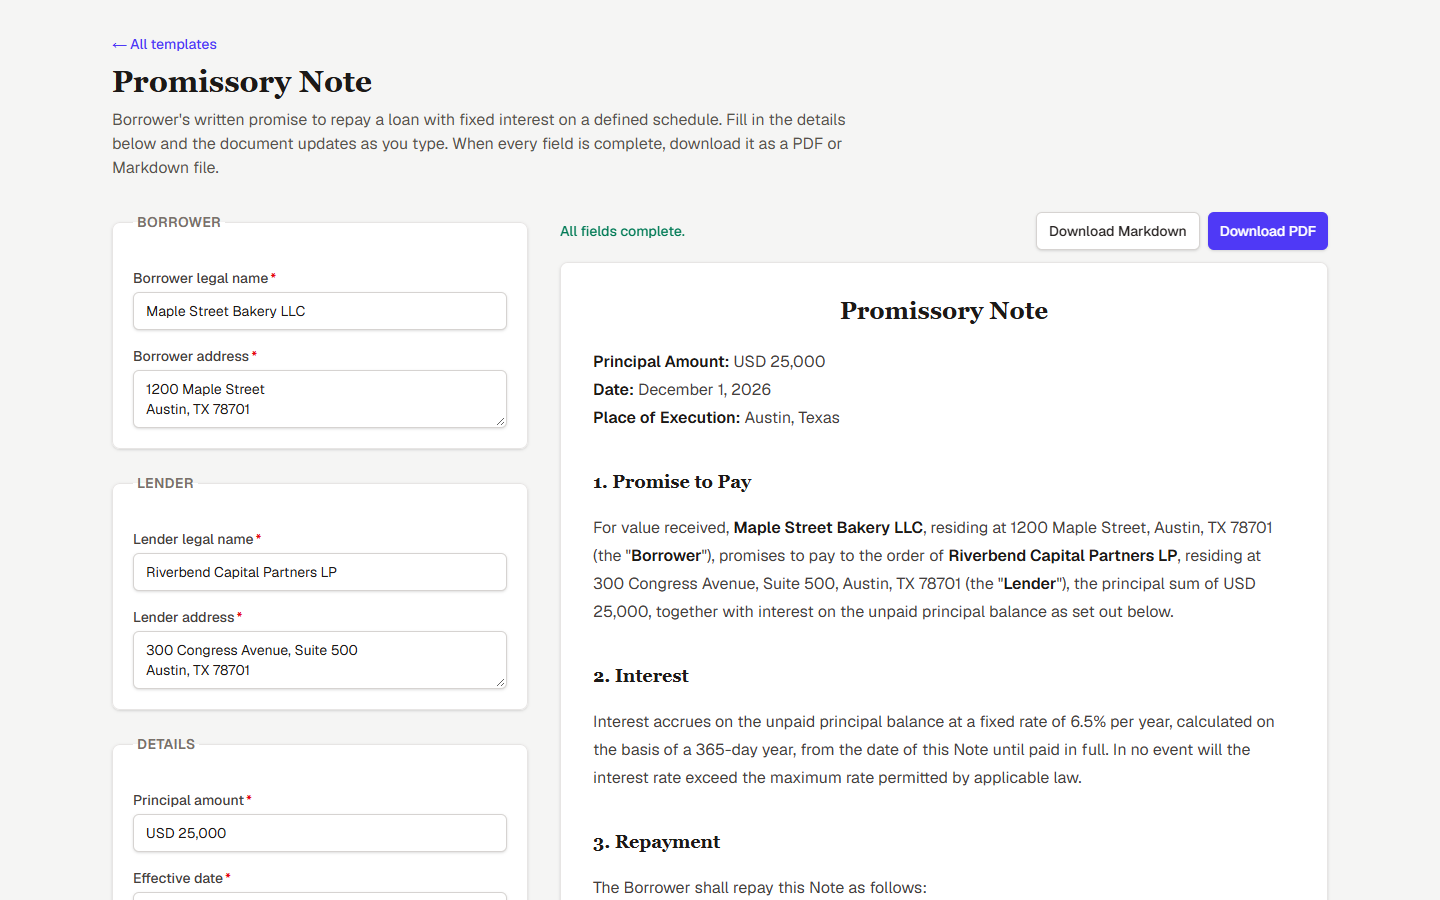 ← All templates
Promissory Note
Borrower's written promise to repay a loan with fixed interest on a defined schedule. Fill in the details
below and the document updates as you type. When every field is complete, download it as a PDF or
Markdown file.
BORROWER
Borrower legal name *
Maple Street Bakery LLC
Borrower address *
1200 Maple Street
Austin, TX 78701
LENDER
Lender legal name *
Riverbend Capital Partners LP
Lender address *
300 Congress Avenue, Suite 500
Austin, TX 78701
DETAILS
Principal amount *
USD 25,000
Effective date *
All fields complete.
Download Markdown
Download PDF
Promissory Note
Principal Amount: USD 25,000
Date: December 1, 2026
Place of Execution: Austin, Texas
1. Promise to Pay
For value received, Maple Street Bakery LLC, residing at 1200 Maple Street, Austin, TX 78701
(the "Borrower"), promises to pay to the order of Riverbend Capital Partners LP, residing at
300 Congress Avenue, Suite 500, Austin, TX 78701 (the "Lender"), the principal sum of USD
25,000, together with interest on the unpaid principal balance as set out below.
2. Interest
Interest accrues on the unpaid principal balance at a fixed rate of 6.5% per year, calculated on
the basis of a 365-day year, from the date of this Note until paid in full. In no event will the
interest rate exceed the maximum rate permitted by applicable law.
3. Repayment
The Borrower shall repay this Note as follows: